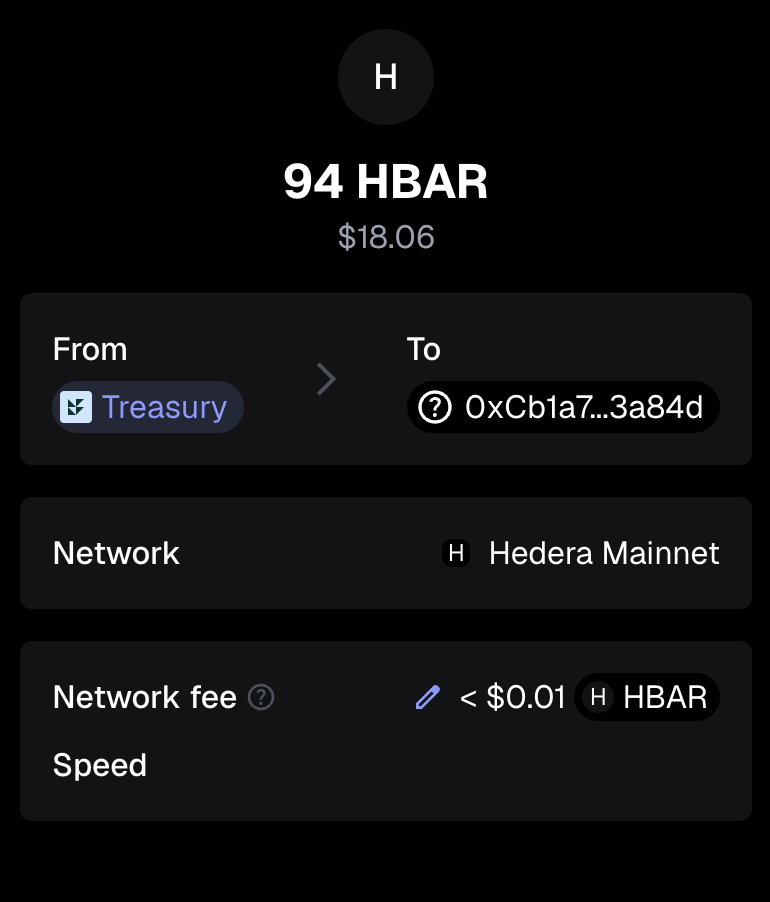 H
94 HBAR
$18.06
From
To
Treasury
0xCb1a7...3a84d
Network
H Hedera Mainnet
Network fee ? < $0.01 H HBAR
Speed